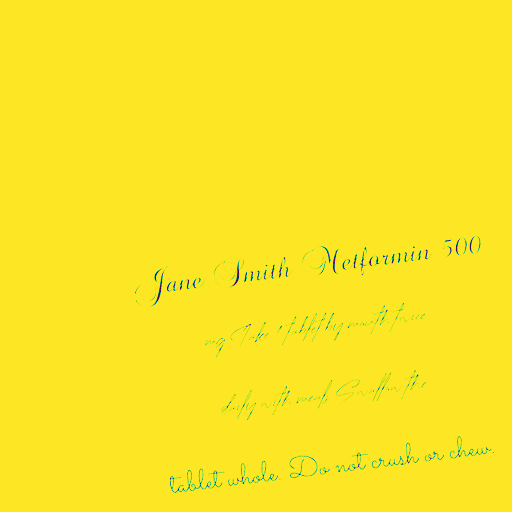 Jane Smith Metformin 500
mg. Take 1 tablet by mouth twice
daily with meals. Swallow the
tablet whole. Do not crush or chew.